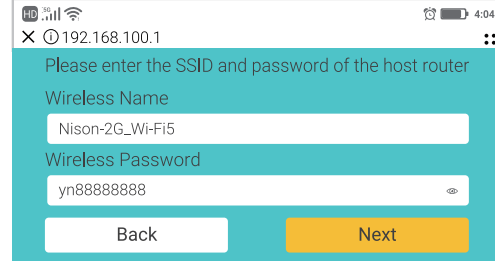 HD 5G 4:04
192.168.100.1
Please enter the SSID and password of the host router
Wireless Name
Nison-2G_Wi-Fi5
Wireless Password
yn88888888
Back Next